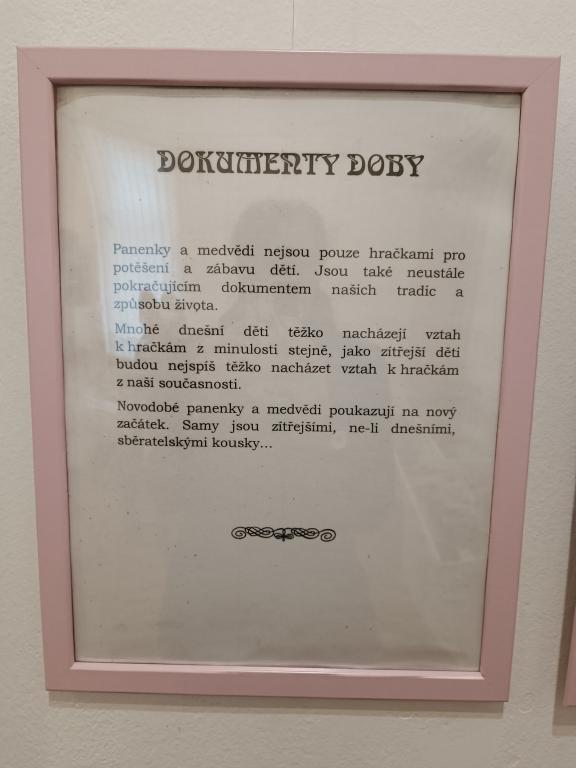 DOKUMENTY DOBY
Panenky a medvědi nejsou pouze hračkami pro
potěšení a zábavu dětí. Jsou také neustále
pokračujícím dokumentem našich tradic a
způsobu života.
Mnohé dnešní děti těžko nacházejí vztah
k hračkám z minulosti stejně, jako zítřejší děti
budou nejspíš těžko nacházet vztah k hračkám
z naší současnosti.
Novodobé panenky a medvědi poukazují na nový
začátek. Samy jsou zítřejšími, ne-li dnešními,
sběratelskými kousky...